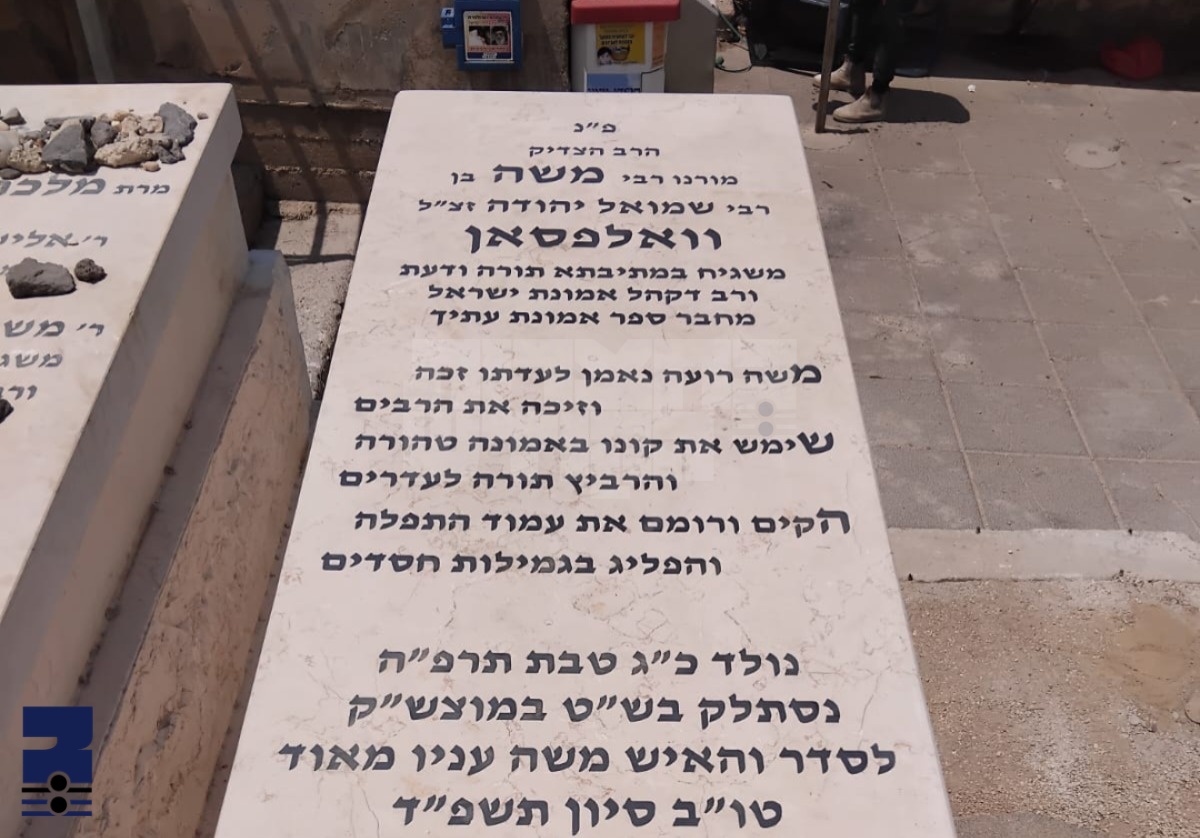 פ״נ
הרב הצדיק
מורנו רבי משה בן
רבי שמואל יהודה זצ״ל
וואלפסאן
משגיח במתיבתא תורה ודעת
ורב דקהל אמונת ישראל
מחבר ספר אמונת עתיך
משה רועה נאמן לעדתו זכה
וזיכה את הרבים
שימש את קונו באמונה טהורה
והרביץ תורה לעדרים
הקים ורומם את עמוד התפלה
והפליג בגמילות חסדים
נולד כ״ג טבת תרפ״ה
נסתלק בש״ט במוצש״ק
לסדר והאיש משה עניו מאוד
טו״ב סיון תשפ״ד
מרת
ר׳
ר׳